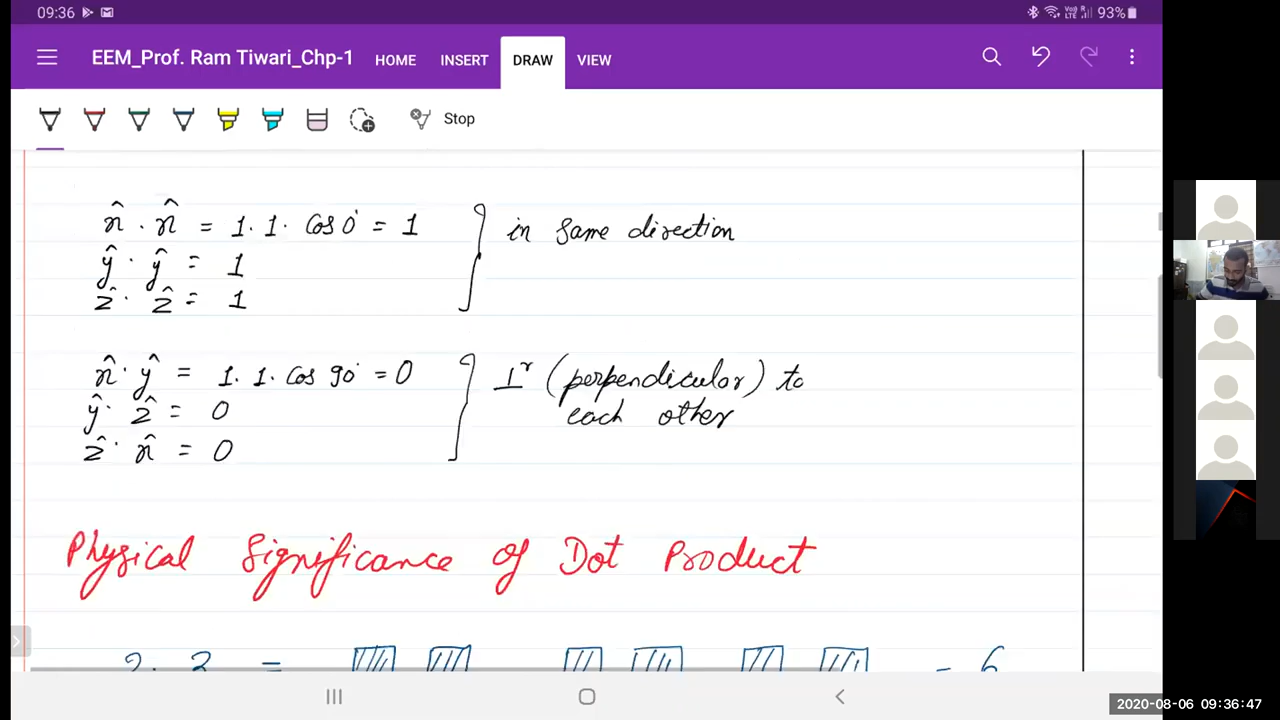 09:36
VoI) LTE 93%
EEM_Prof. Ram Tiwari_Chp-1 HOME INSERT DRAW VIEW
Stop
x̂ · x̂ = 1. 1. Cos 0° = 1
ŷ · ŷ = 1
ẑ · ẑ = 1
in same direction
x̂ · ŷ = 1. 1. Cos 90° = 0
ŷ · ẑ = 0
ẑ · x̂ = 0
⊥r (perpendicular) to
each other
Physical Significance of Dot Product
2. 3 = = 6
2020-08-06 09:36:47